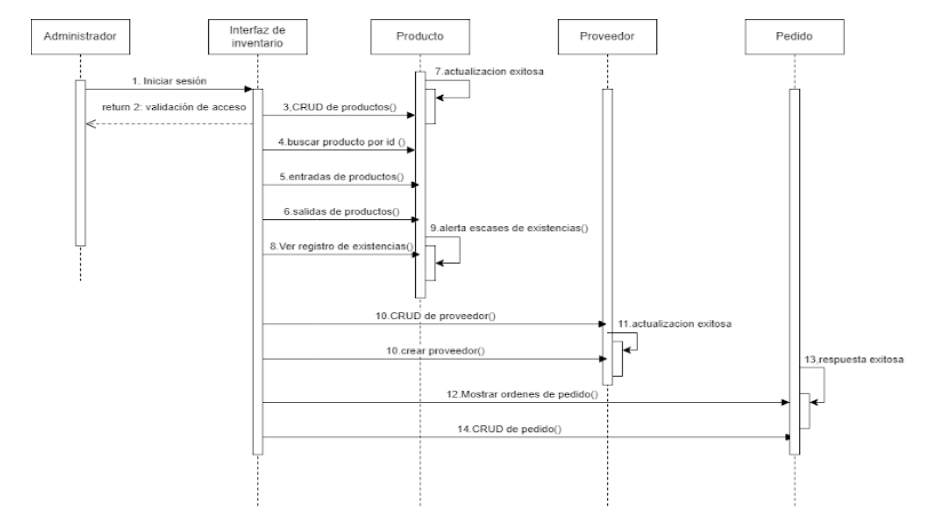 Administrador
Interfaz de
inventario
Producto
Proveedor
Pedido
7.actualizacion exitosa
1. Iniciar sesión
return 2: validación de acceso
3,CRUD de productos()
4.buscar producto por id ()
5.entradas de productos()
6.salidas de productos()
9.alerta escases de existencias()
8.Ver registro de existencias()
10.CRUD de proveedor()
11.actualizacion exitosa
10.crear proveedor()
13,respuesta exitosa
12.Mostrar ordenes de pedido()
14.CRUD de pedido()